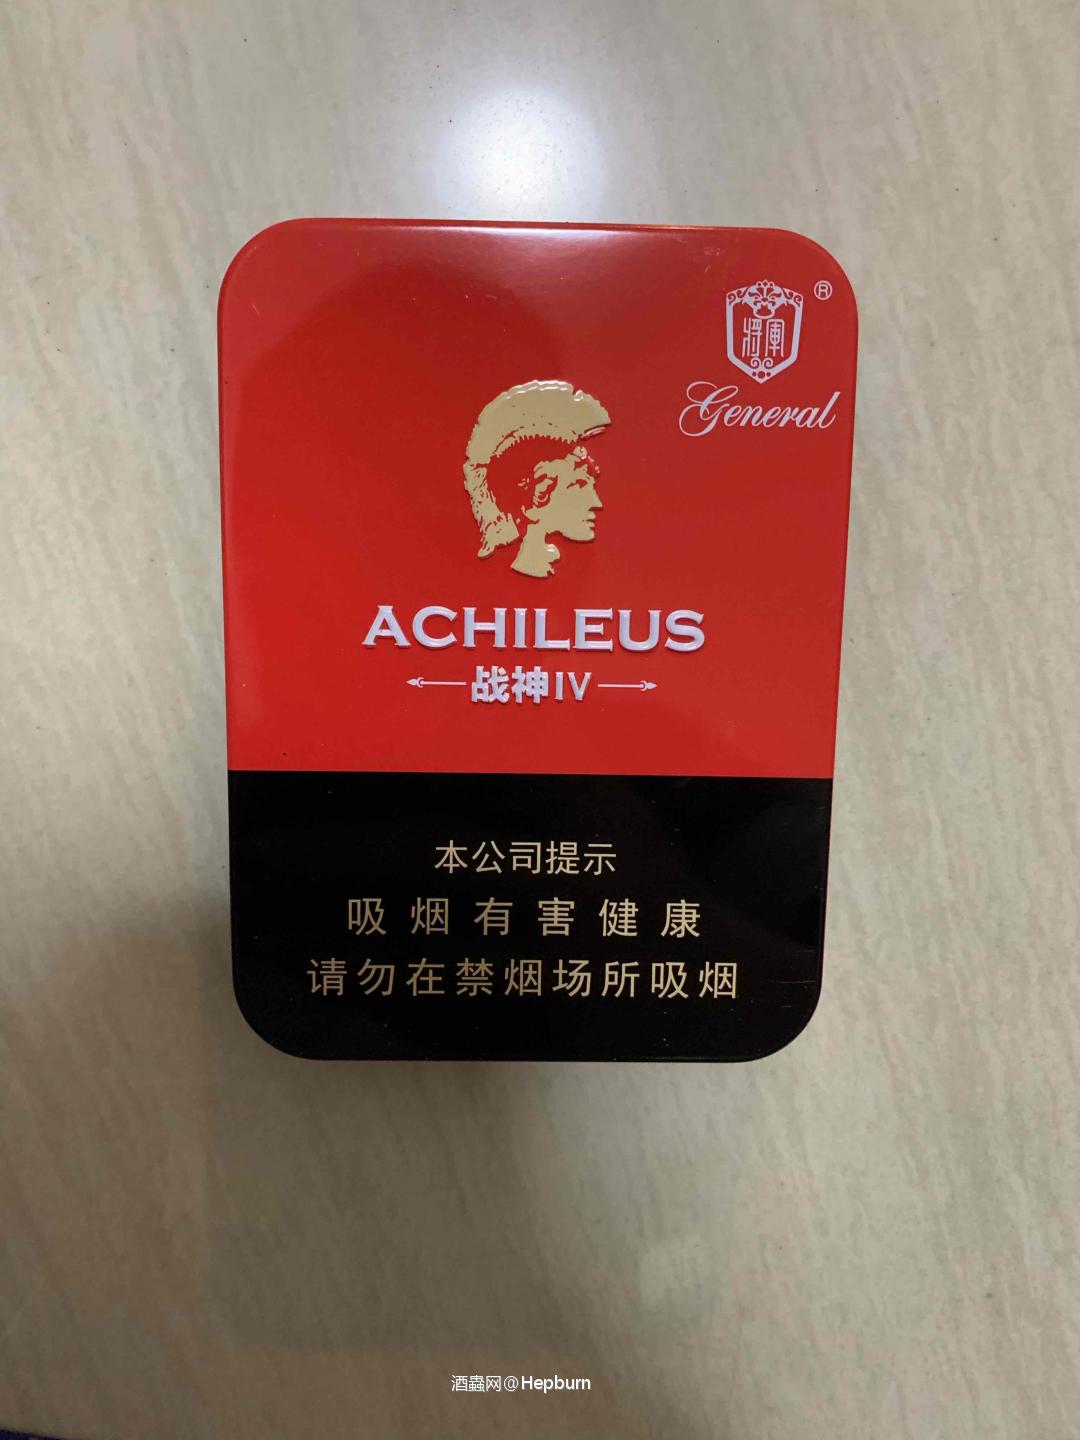 將軍
®
General
ACHILEUS
战神IV
本公司提示
吸烟有害健康
请勿在禁烟场所吸烟
酒蟲网@Hepburn